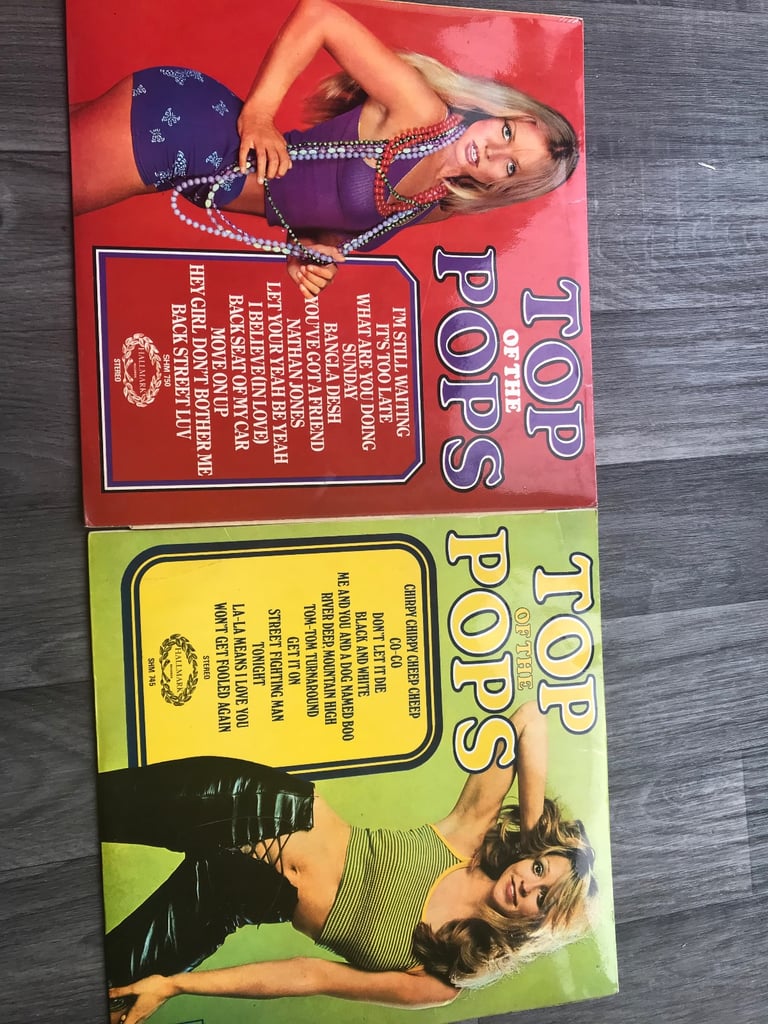 TOP
OF THE
POPS
I'M STILL WAITING
IT'S TOO LATE
WHAT ARE YOU DOING
SUNDAY
BANGLA DESH
YOU'VE GOT A FRIEND
NATHAN JONES
LET YOUR YEAH BE YEAH
I BELIEVE (IN LOVE)
BACK SEAT OF MY CAR
MOVE ON UP
HEY GIRL DON'T BOTHER ME
BACK STREET LUV
SHM 750
HALLMARK
STEREO
TOP
OF THE
POPS
CHIRPY CHIRPY CHEEP CHEEP
CO-CO
DON'T LET IT DIE
BLACK AND WHITE
ME AND YOU AND A DOG NAMED BOO
RIVER DEEP, MOUNTAIN HIGH
TOM-TOM TURNAROUND
GET IT ON
STREET FIGHTING MAN
TONIGHT
LA-LA MEANS I LOVE YOU
WON'T GET FOOLED AGAIN
STEREO
HALLMARK
SHM 745